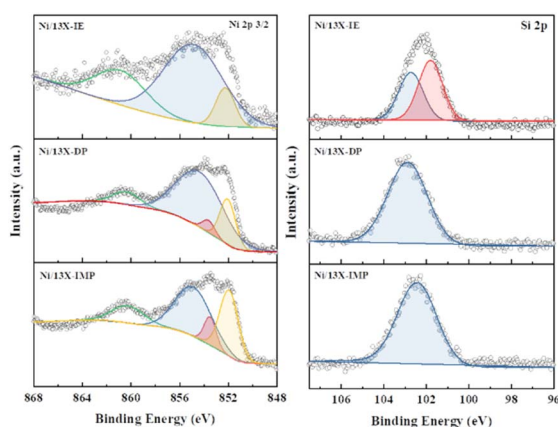 Ni/13X-IE
Ni 2p 3/2
Ni/13X-DP
Ni/13X-IMP
Intensity (a.u.)
868 864 860 856 852 848
Binding Energy (eV)
Ni/13X-IE
Si 2p
Ni/13X-DP
Ni/13X-IMP
Intensity (a.u.)
106 104 102 100 98 96
Binding Energy (eV)